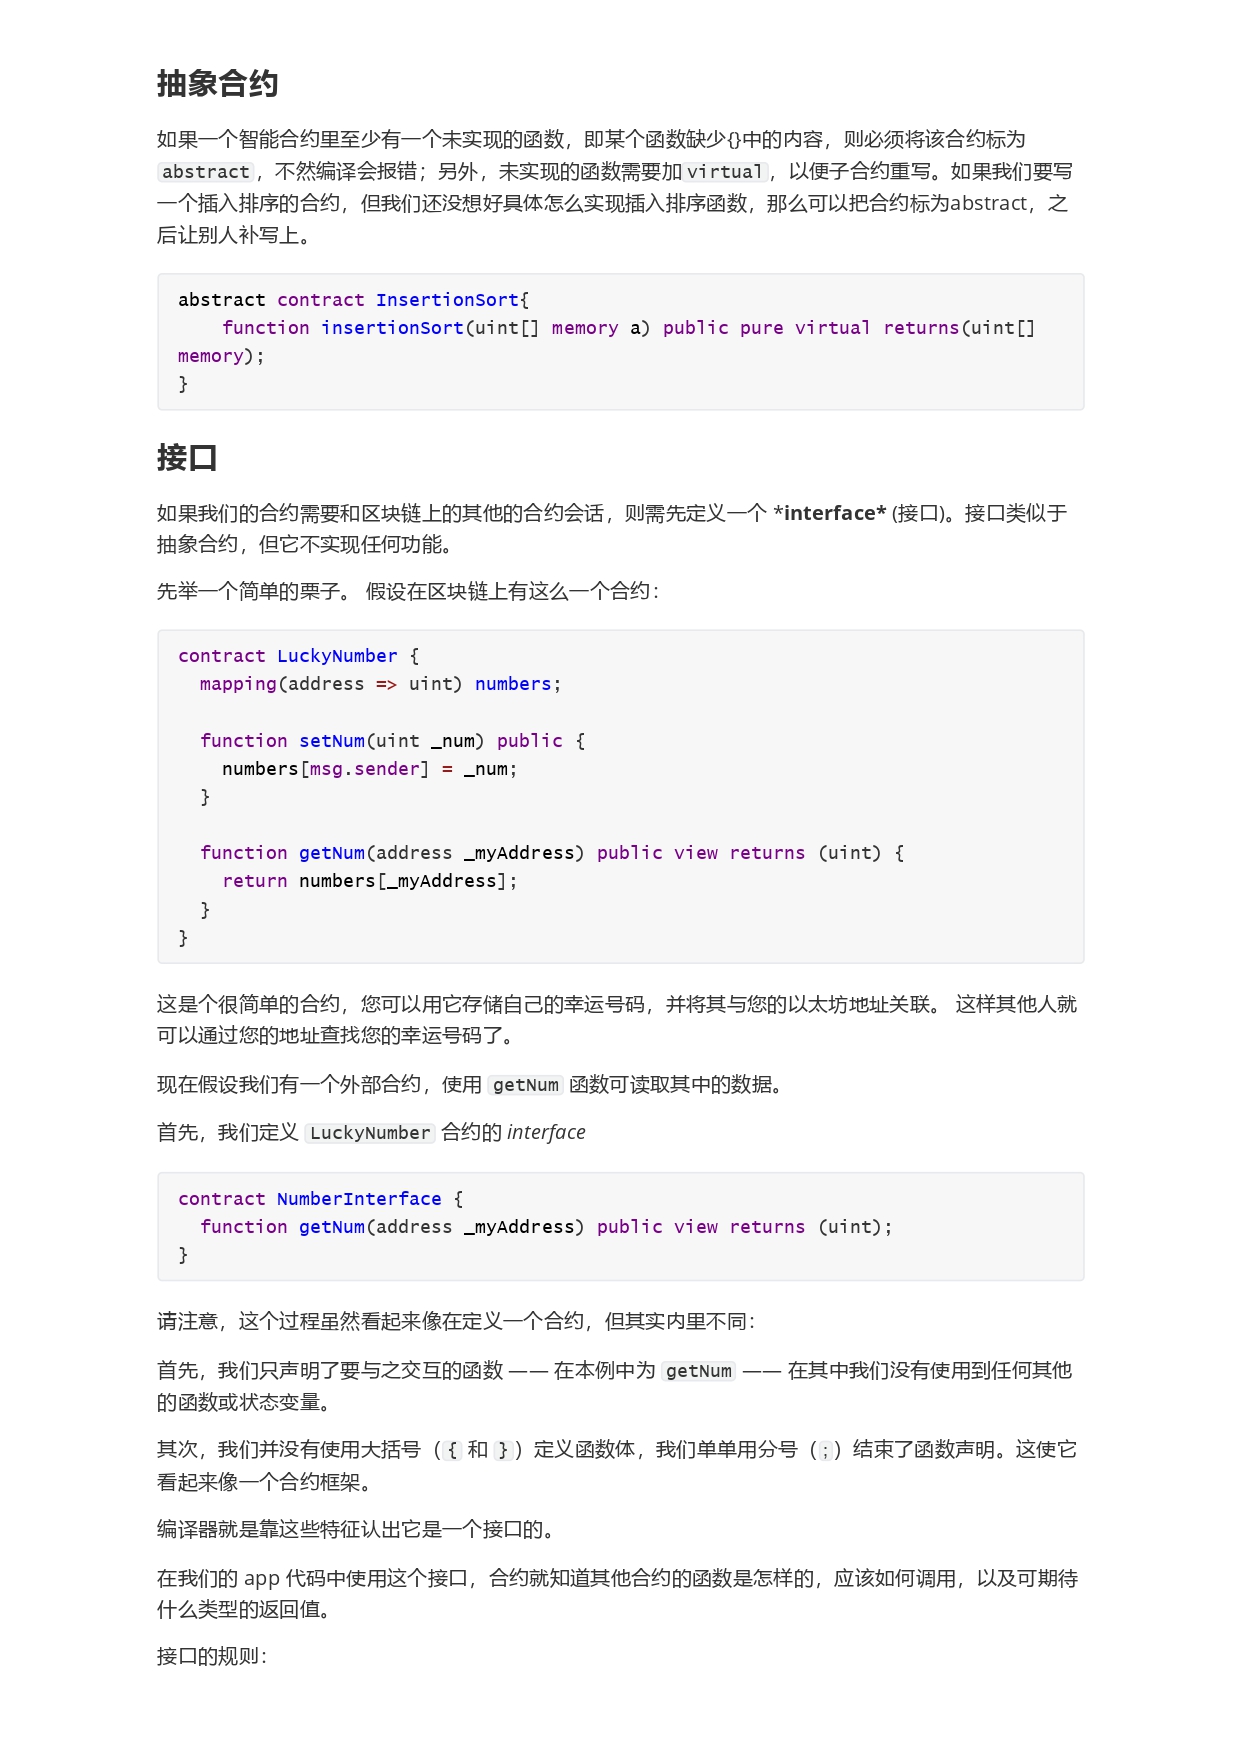 抽象合约
如果一个智能合约里至少有一个未实现的函数，即某个函数缺少{}中的内容，则必须将该合约标为
abstract，不然编译会报错；另外，未实现的函数需要加virtual，以便子合约重写。如果我们要写
一个插入排序的合约，但我们还没想好具体怎么实现插入排序函数，那么可以把合约标为abstract，之
后让别人补写上。
abstract contract InsertionSort{
    function insertionSort(uint[] memory a) public pure virtual returns(uint[]
memory);
}
接口
如果我们的合约需要和区块链上的其他的合约会话，则需先定义一个 *interface* (接口)。接口类似于
抽象合约，但它不实现任何功能。
先举一个简单的栗子。 假设在区块链上有这么一个合约：
contract LuckyNumber {
  mapping(address => uint) numbers;
  function setNum(uint _num) public {
    numbers[msg.sender] = _num;
  }
  function getNum(address _myAddress) public view returns (uint) {
    return numbers[_myAddress];
  }
}
这是个很简单的合约，您可以用它存储自己的幸运号码，并将其与您的以太坊地址关联。 这样其他人就
可以通过您的地址查找您的幸运号码了。
现在假设我们有一个外部合约，使用 getNum 函数可读取其中的数据。
首先，我们定义 LuckyNumber 合约的 interface
contract NumberInterface {
  function getNum(address _myAddress) public view returns (uint);
}
请注意，这个过程虽然看起来像在定义一个合约，但其实内里不同：
首先，我们只声明了要与之交互的函数 —— 在本例中为 getNum —— 在其中我们没有使用到任何其他
的函数或状态变量。
其次，我们并没有使用大括号（{ 和 }）定义函数体，我们单单用分号（;）结束了函数声明。这使它
看起来像一个合约框架。
编译器就是靠这些特征认出它是一个接口的。
在我们的 app 代码中使用这个接口，合约就知道其他合约的函数是怎样的，应该如何调用，以及可期待
什么类型的返回值。
接口的规则：